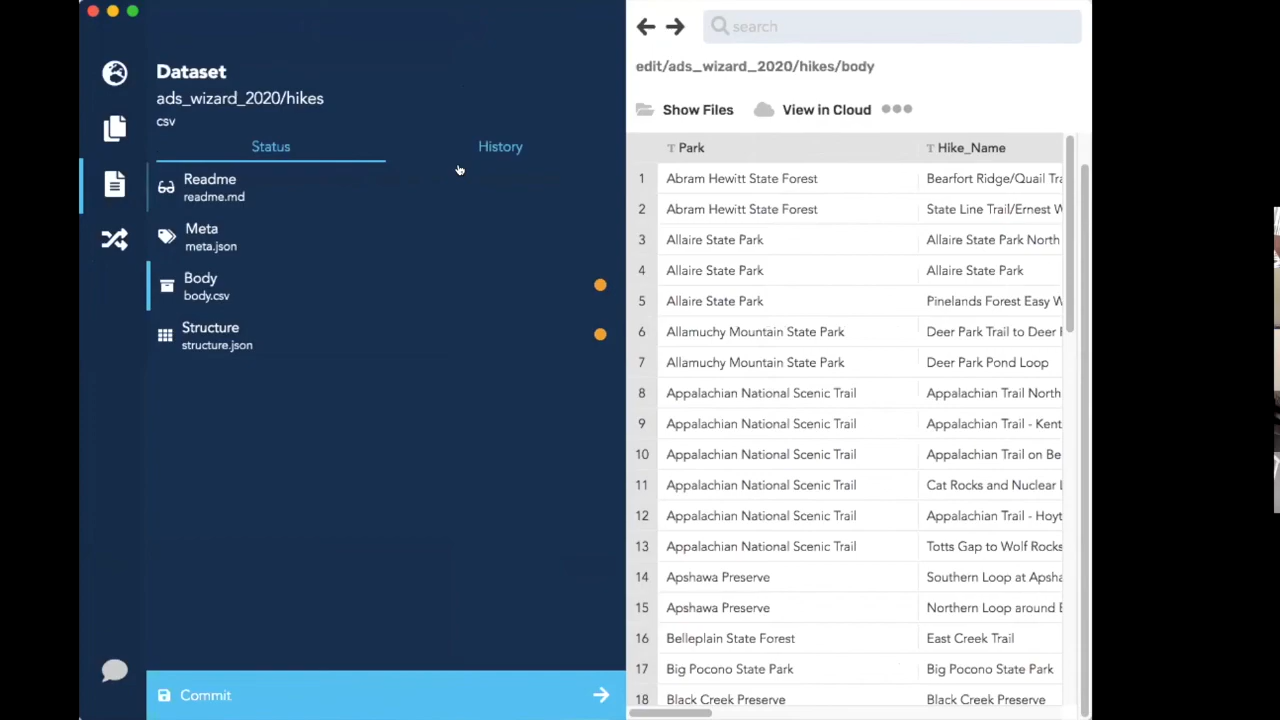 Dataset
ads_wizard_2020/hikes
csv
Status
History
Readme
readme.md
Meta
meta.json
Body
body.csv
Structure
structure.json
Commit
search
edit/ads_wizard_2020/hikes/body
Show Files
View in Cloud
Park Hike_Name
1 Abram Hewitt State Forest Bearfort Ridge/Quail Tra
2 Abram Hewitt State Forest State Line Trail/Ernest W
3 Allaire State Park Allaire State Park North
4 Allaire State Park Allaire State Park
5 Allaire State Park Pinelands Forest Easy W
6 Allamuchy Mountain State Park Deer Park Trail to Deer
7 Allamuchy Mountain State Park Deer Park Pond Loop
8 Appalachian National Scenic Trail Appalachian Trail North
9 Appalachian National Scenic Trail Appalachian Trail - Kent
10 Appalachian National Scenic Trail Appalachian Trail on Be
11 Appalachian National Scenic Trail Cat Rocks and Nuclear
12 Appalachian National Scenic Trail Appalachian Trail - Hoyt
13 Appalachian National Scenic Trail Totts Gap to Wolf Rocks
14 Apshawa Preserve Southern Loop at Apsha
15 Apshawa Preserve Northern Loop around
16 Belleplain State Forest East Creek Trail
17 Big Pocono State Park Big Pocono State Park
18 Black Creek Preserve Black Creek Preserve